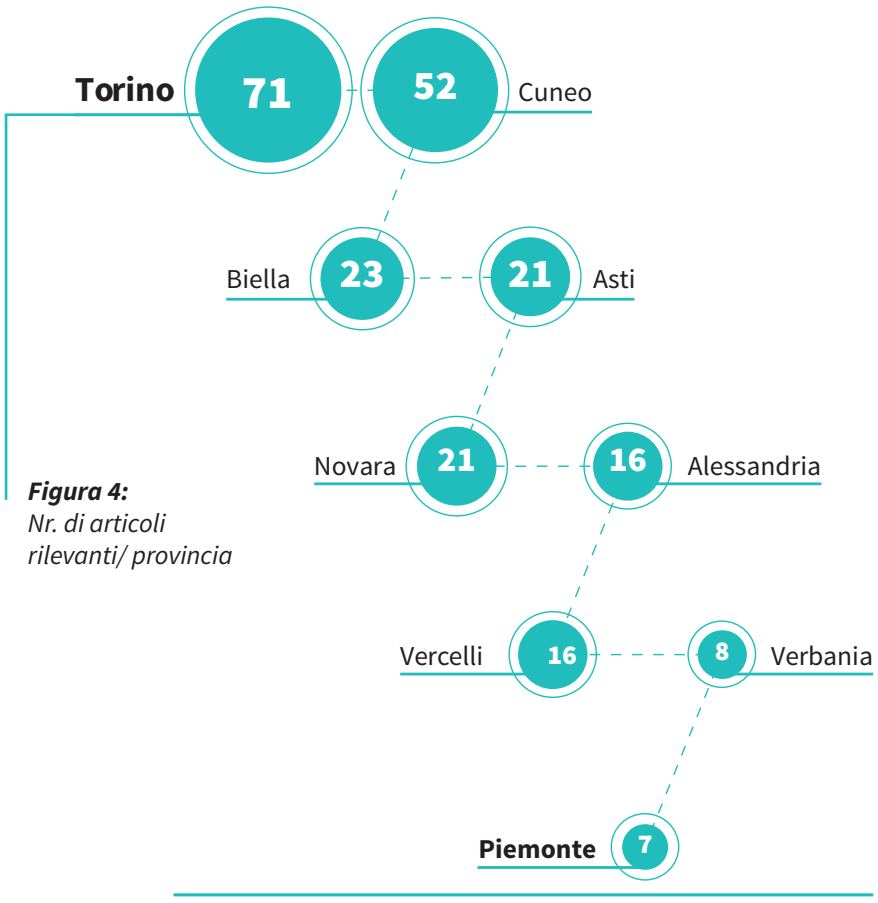 Torino 71 52 Cuneo
Biella 23 21 Asti
Novara 21 16 Alessandria
Figura 4:
Nr. di articoli
rilevanti/ provincia
Vercelli 16 8 Verbania
Piemonte 7